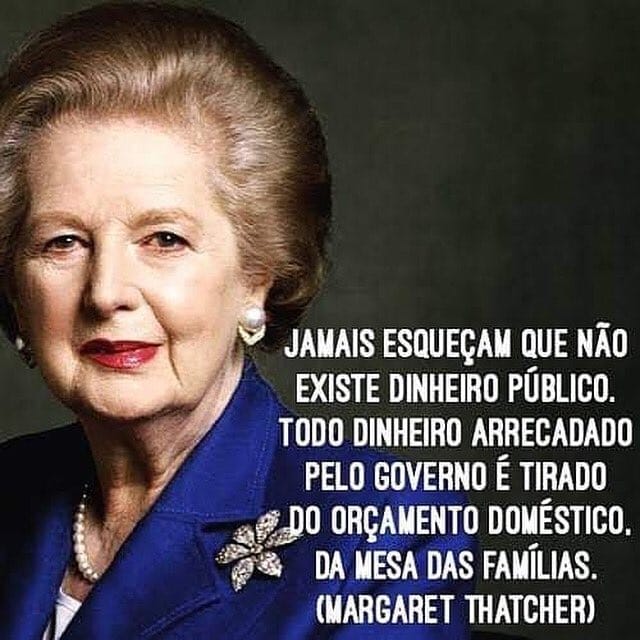 JAMAIS ESQUEÇAM QUE NÃO
EXISTE DINHEIRO PÚBLICO.
TODO DINHEIRO ARRECADADO
PELO GOVERNO É TIRADO
DO ORÇAMENTO DOMÉSTICO,
DA MESA DAS FAMÍLIAS.
(MARGARET THATCHER)